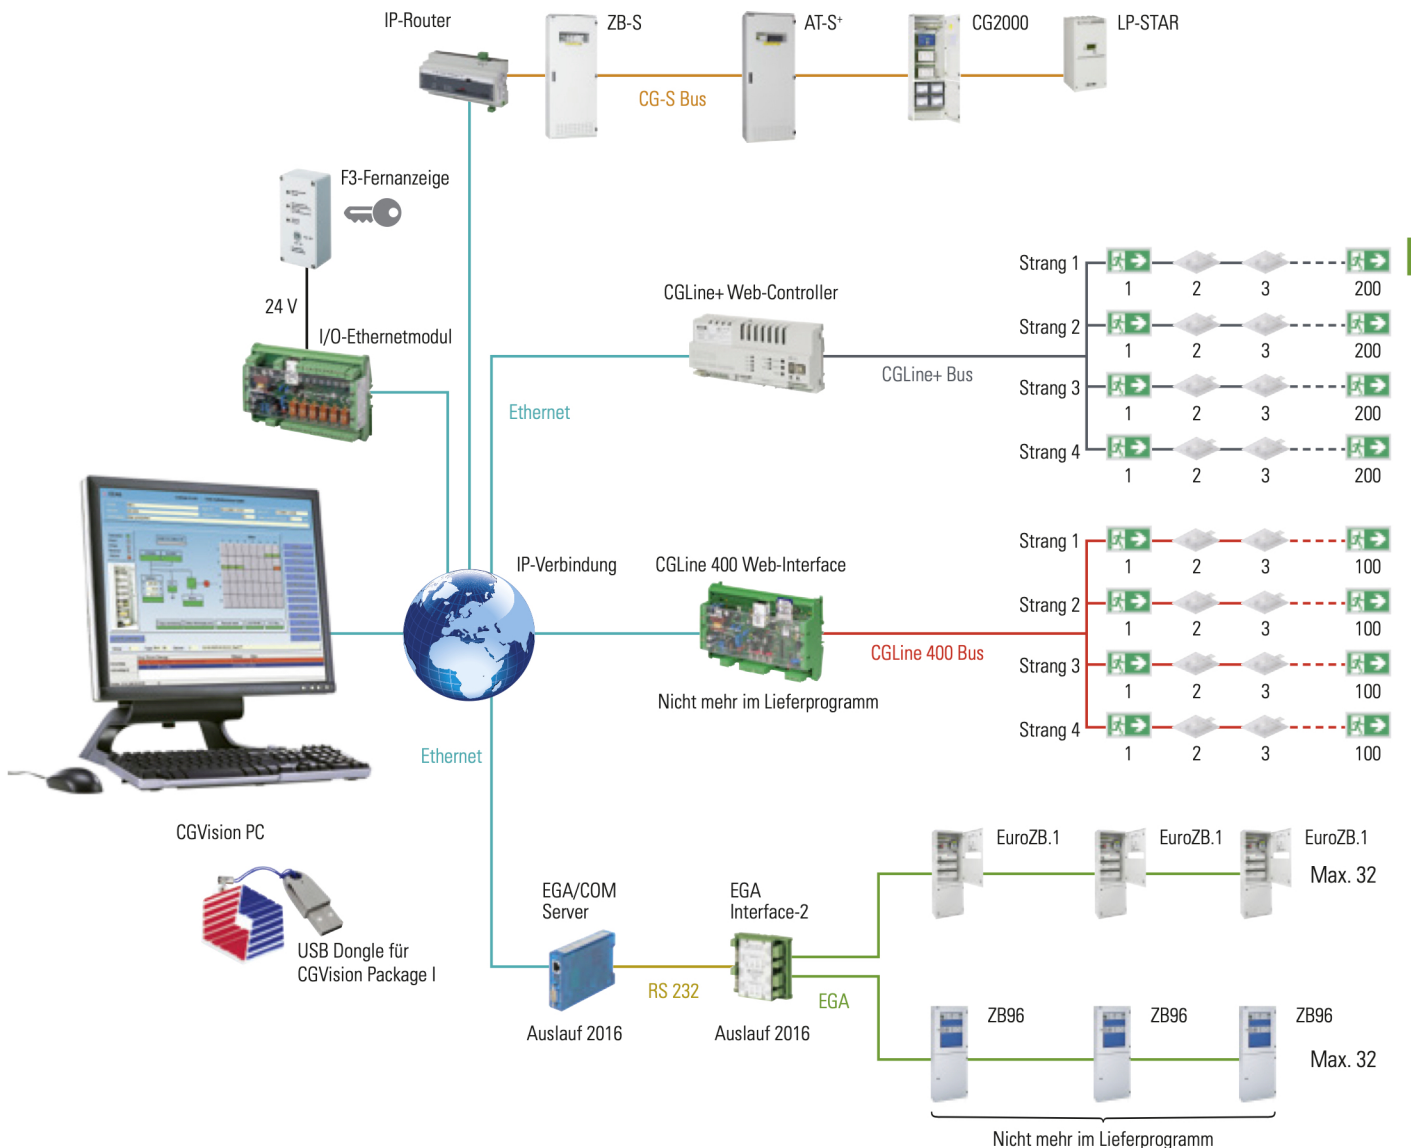 IP-Router
ZB-S
AT-S+
CG2000
LP-STAR
CG-S Bus
F3-Fernanzeige
24 V
I/O-Ethernetmodul
CGLine+ Web-Controller
CGLine+ Bus
Ethernet
Strang 1
1 2 3 200
Strang 2
1 2 3 200
Strang 3
1 2 3 200
Strang 4
1 2 3 200
IP-Verbindung
CGLine 400 Web-Interface
CGLine 400 Bus
Nicht mehr im Lieferprogramm
Strang 1
1 2 3 100
Strang 2
1 2 3 100
Strang 3
1 2 3 100
Strang 4
1 2 3 100
Ethernet
CGVision PC
USB Dongle für
CGVision Package I
EGA/COM
Server
Auslauf 2016
RS 232
EGA
Interface-2
Auslauf 2016
EGA
EuroZB.1
EuroZB.1
EuroZB.1
Max. 32
ZB96
ZB96
ZB96
Max. 32
Nicht mehr im Lieferprogramm